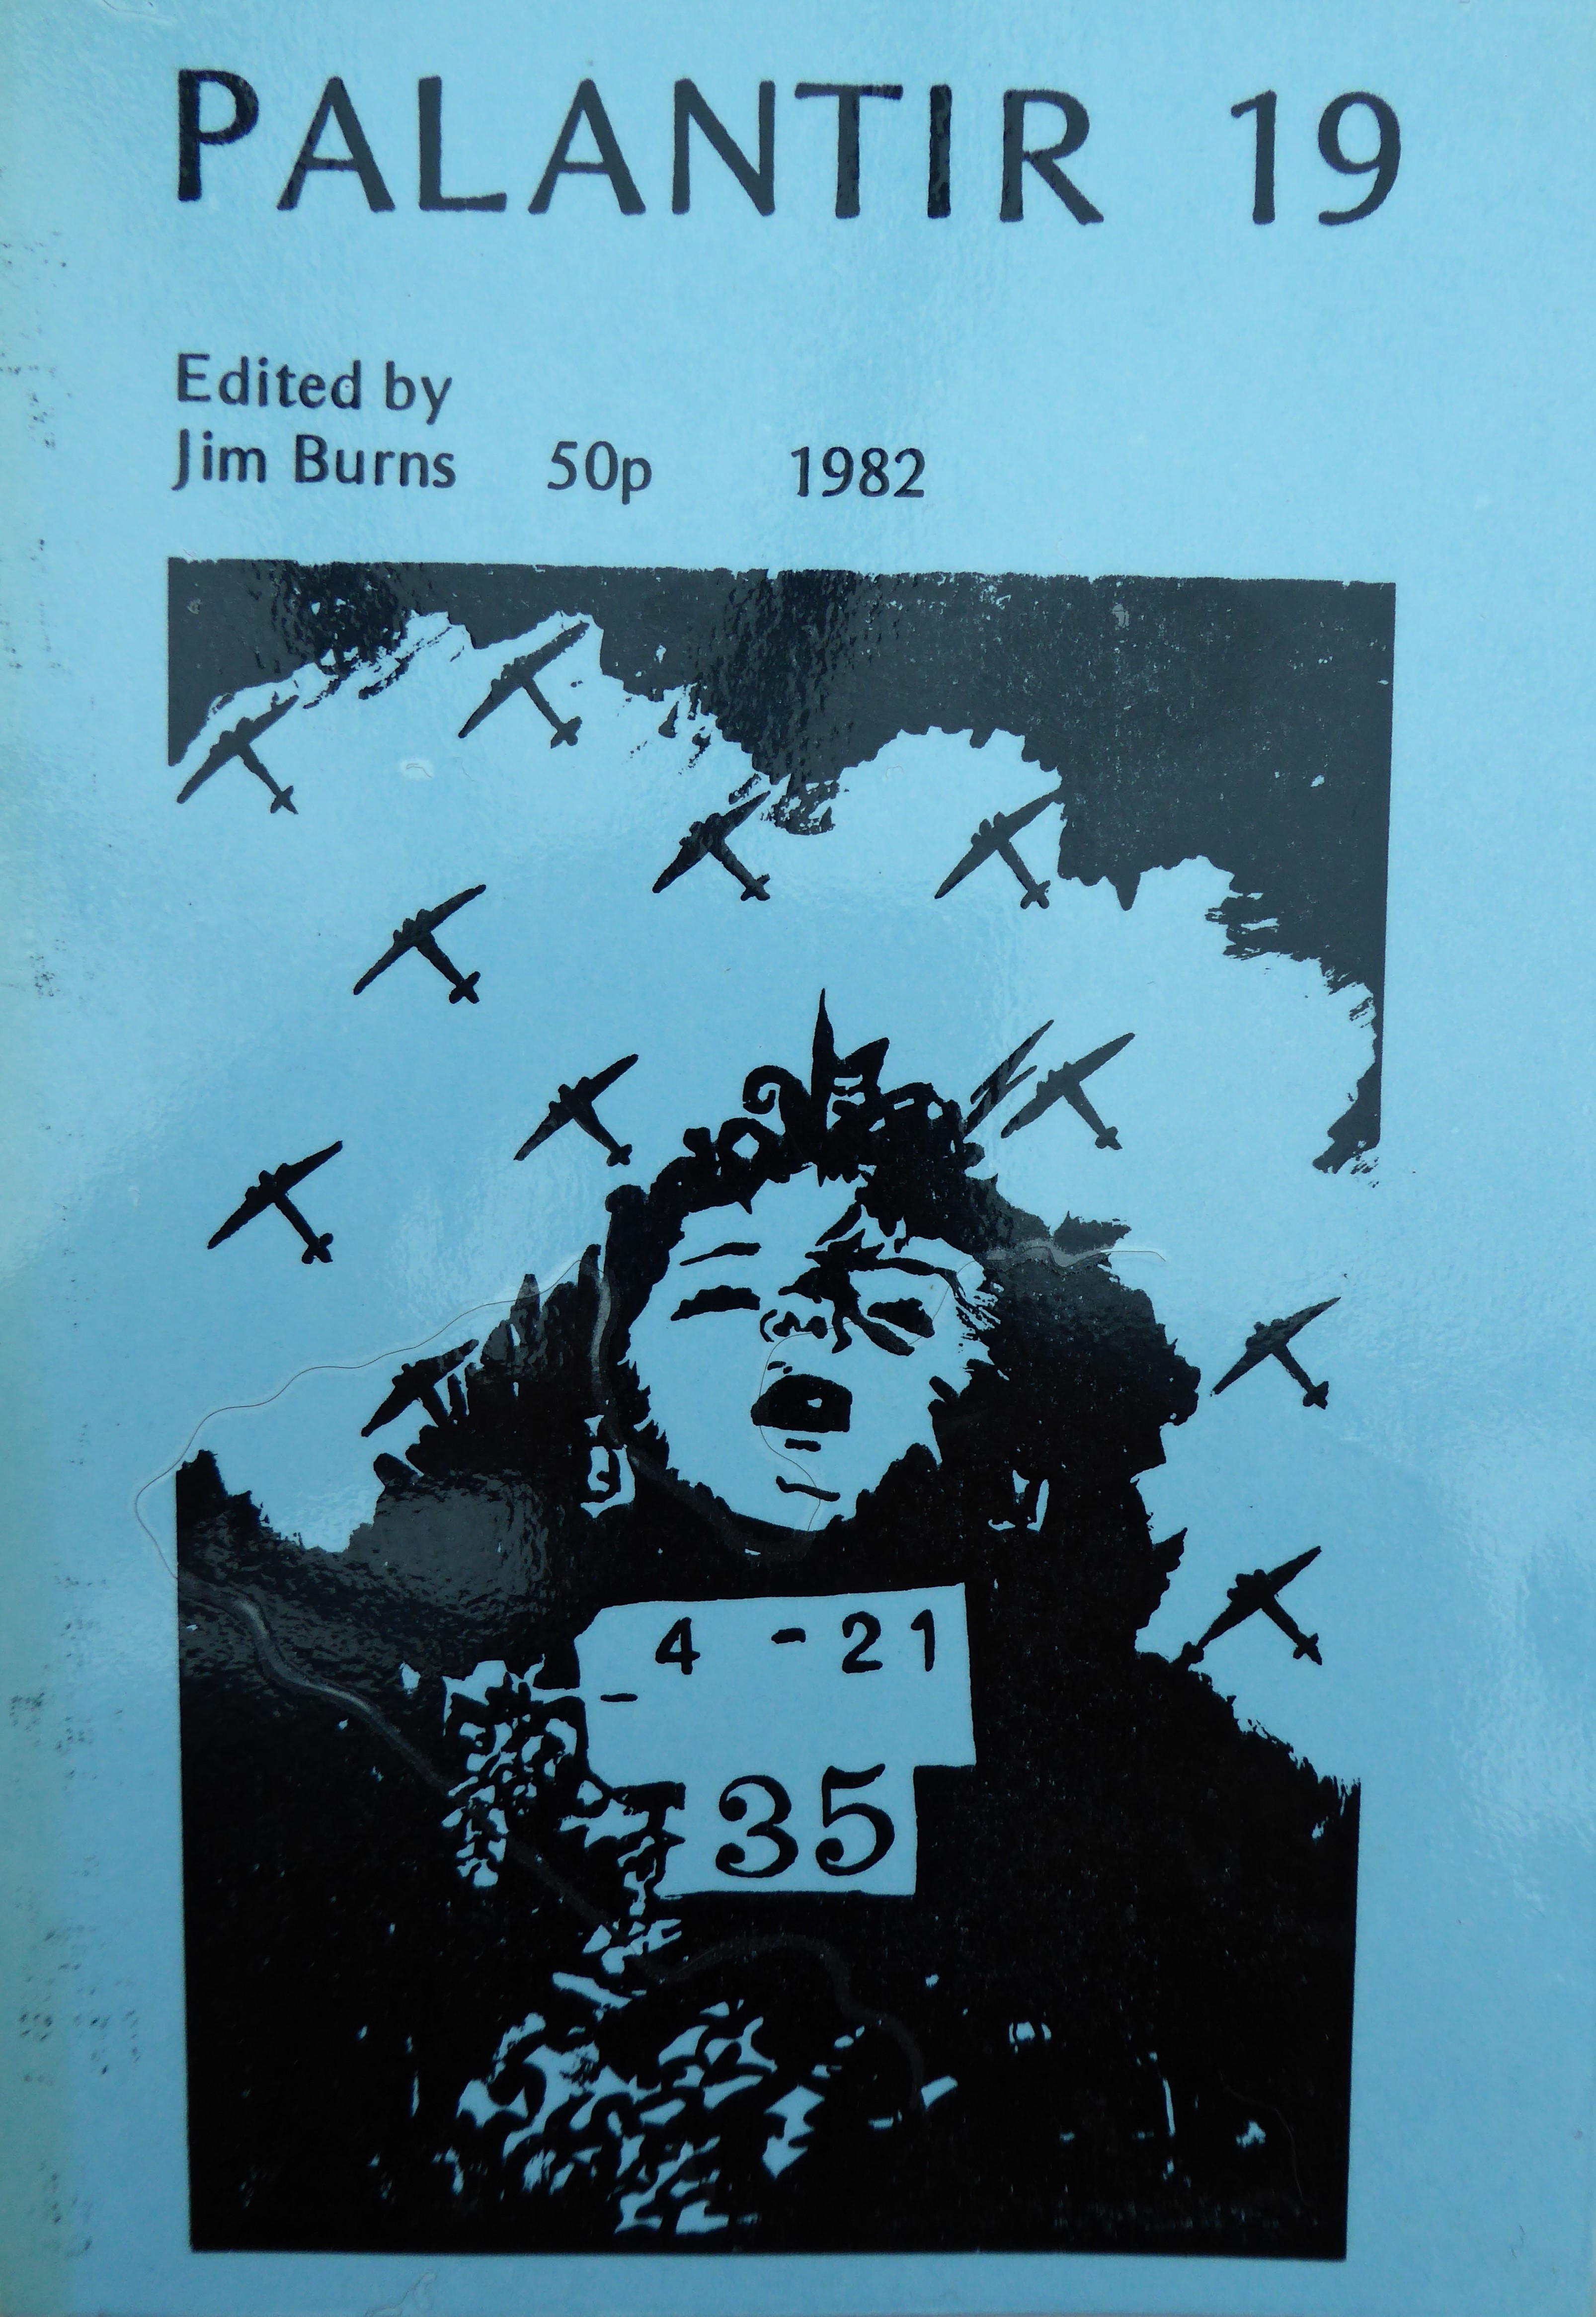 PALANTIR 19
Edited by
Jim Burns 50p 1982
4 - 21
-
35